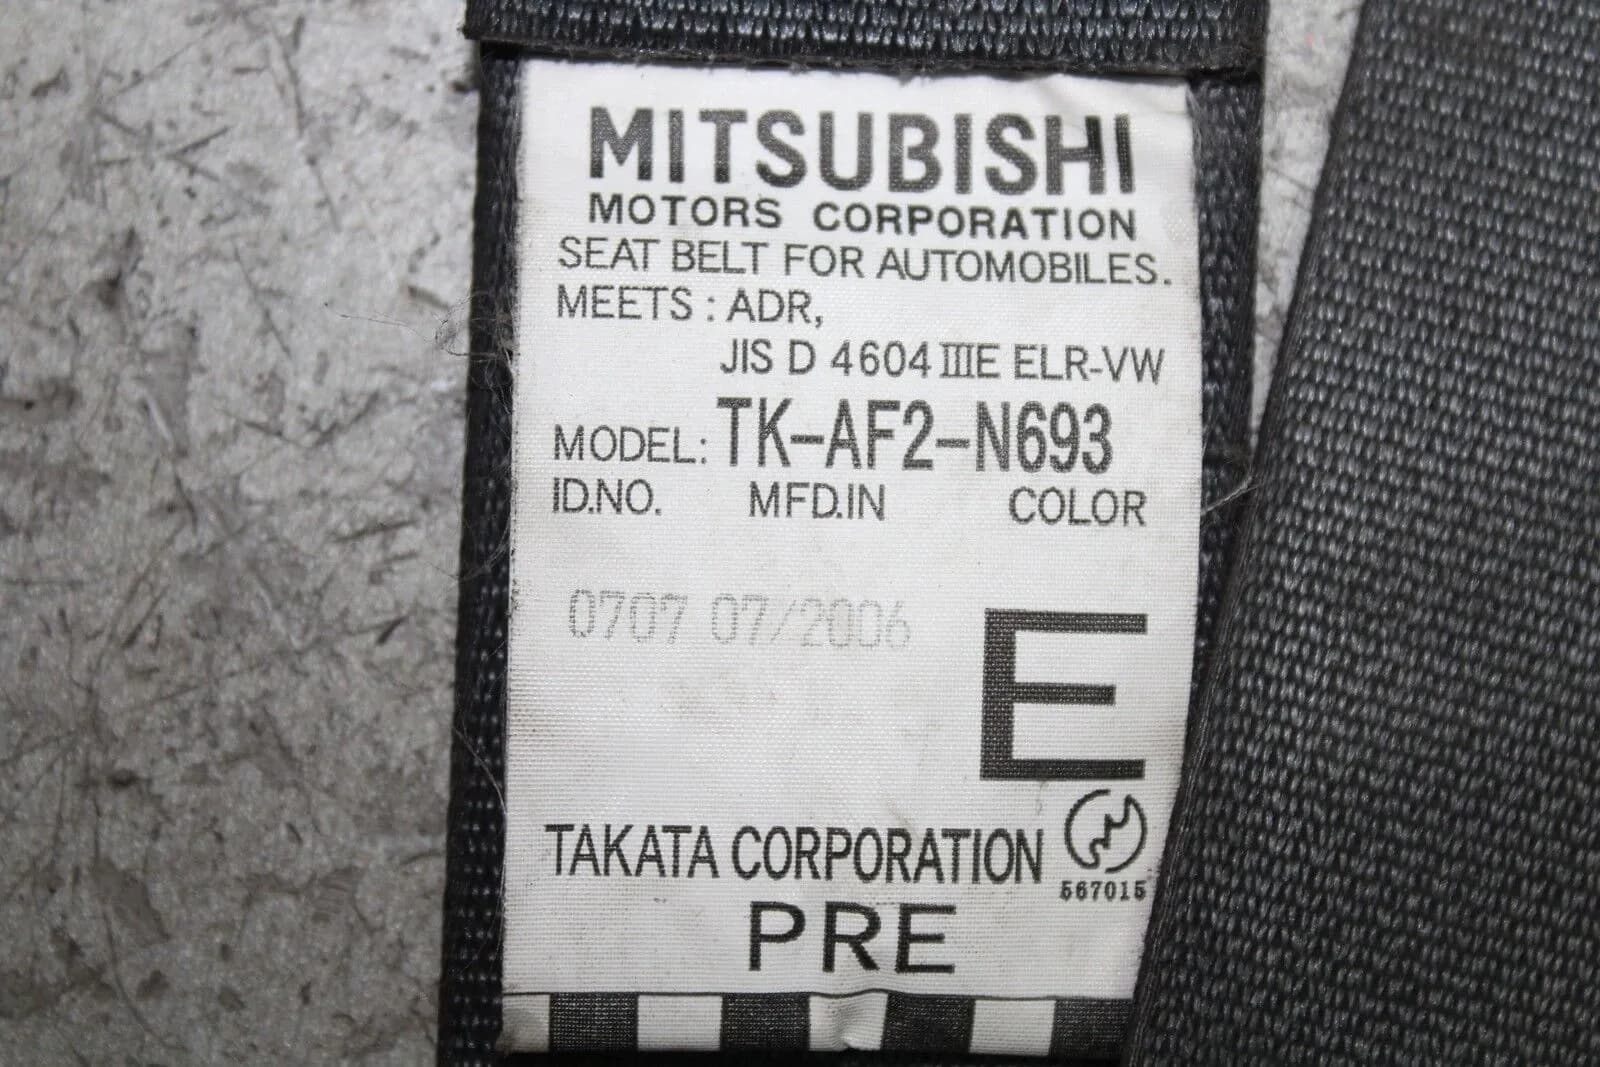 MITSUBISHI
MOTORS CORPORATION
SEAT BELT FOR AUTOMOBILES.
MEETS : ADR,
JIS D 4604 IIIE ELR-VW
MODEL: TK-AF2-N693
ID.NO. MFD.IN COLOR
0707 07/2006
E
TAKATA CORPORATION
567015
PRE